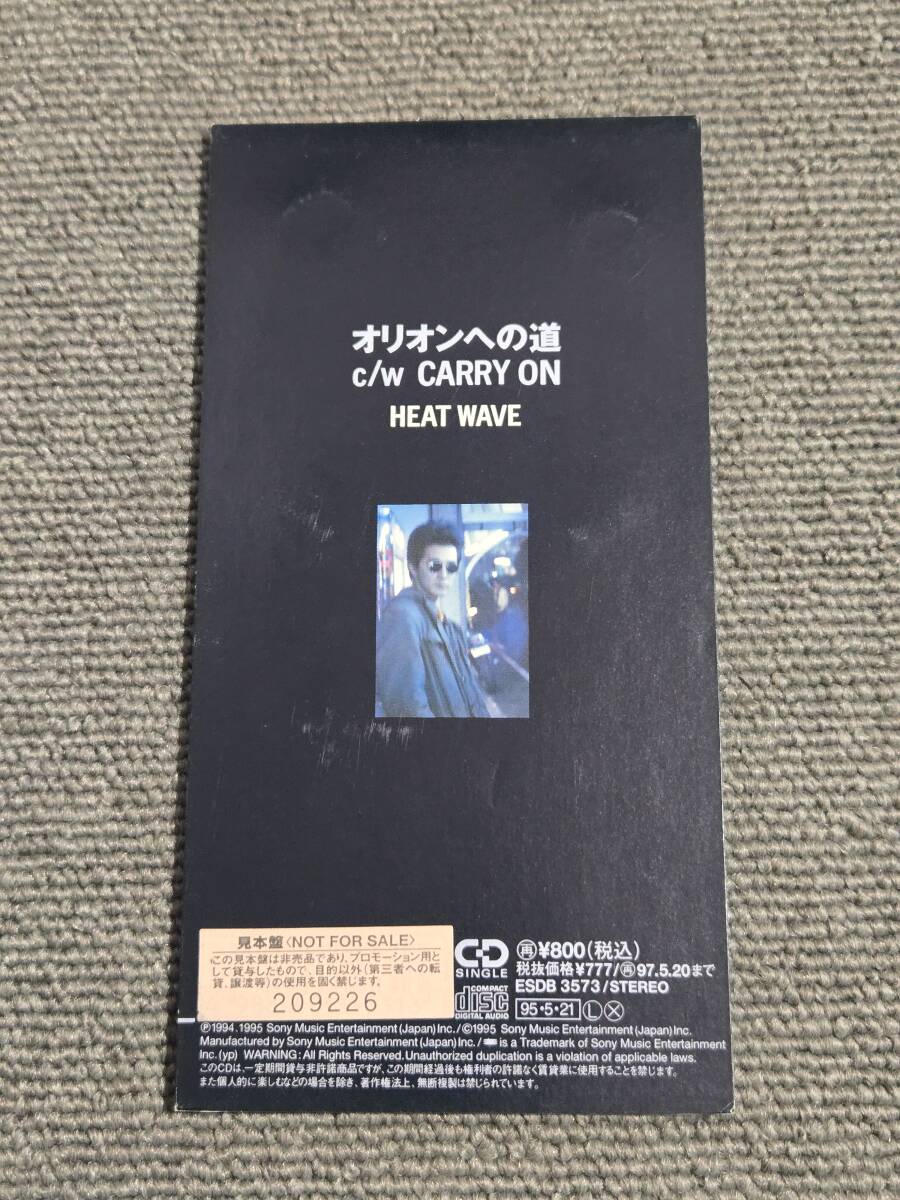 オリオンへの道
c/w CARRY ON
HEAT WAVE
見本盤〈NOT FOR SALE〉
この見本盤は非売品であり、プロモーション用と
して貸与したもので、目的以外(第三者への転
貸、譲渡等)の使用を固く禁じます。
209226
CD
SINGLE
COMPACT
disc
DIGITAL AUDIO
再¥800(税込)
税抜価格¥777/再97.5.20まで
ESDB 3573/STEREO
95・5・21 L X
℗1994.1995 Sony Music Entertainment(Japan)Inc./©1995 Sony Music Entertainment(Japan)Inc.
Manufactured by Sony Music Entertainment(Japan)Inc./ is a Trademark of Sony Music Entertainment
Inc.(yp) WARNING: All Rights Reserved. Unauthorized duplication is a violation of applicable laws.
このCDは、一定期間貸与非許諾商品ですが、この期間経過後も権利者の許諾なく賃貸業に使用することを禁じます。
また個人的に楽しむなどの場合を除き、著作権法上、無断複製は禁じられています。